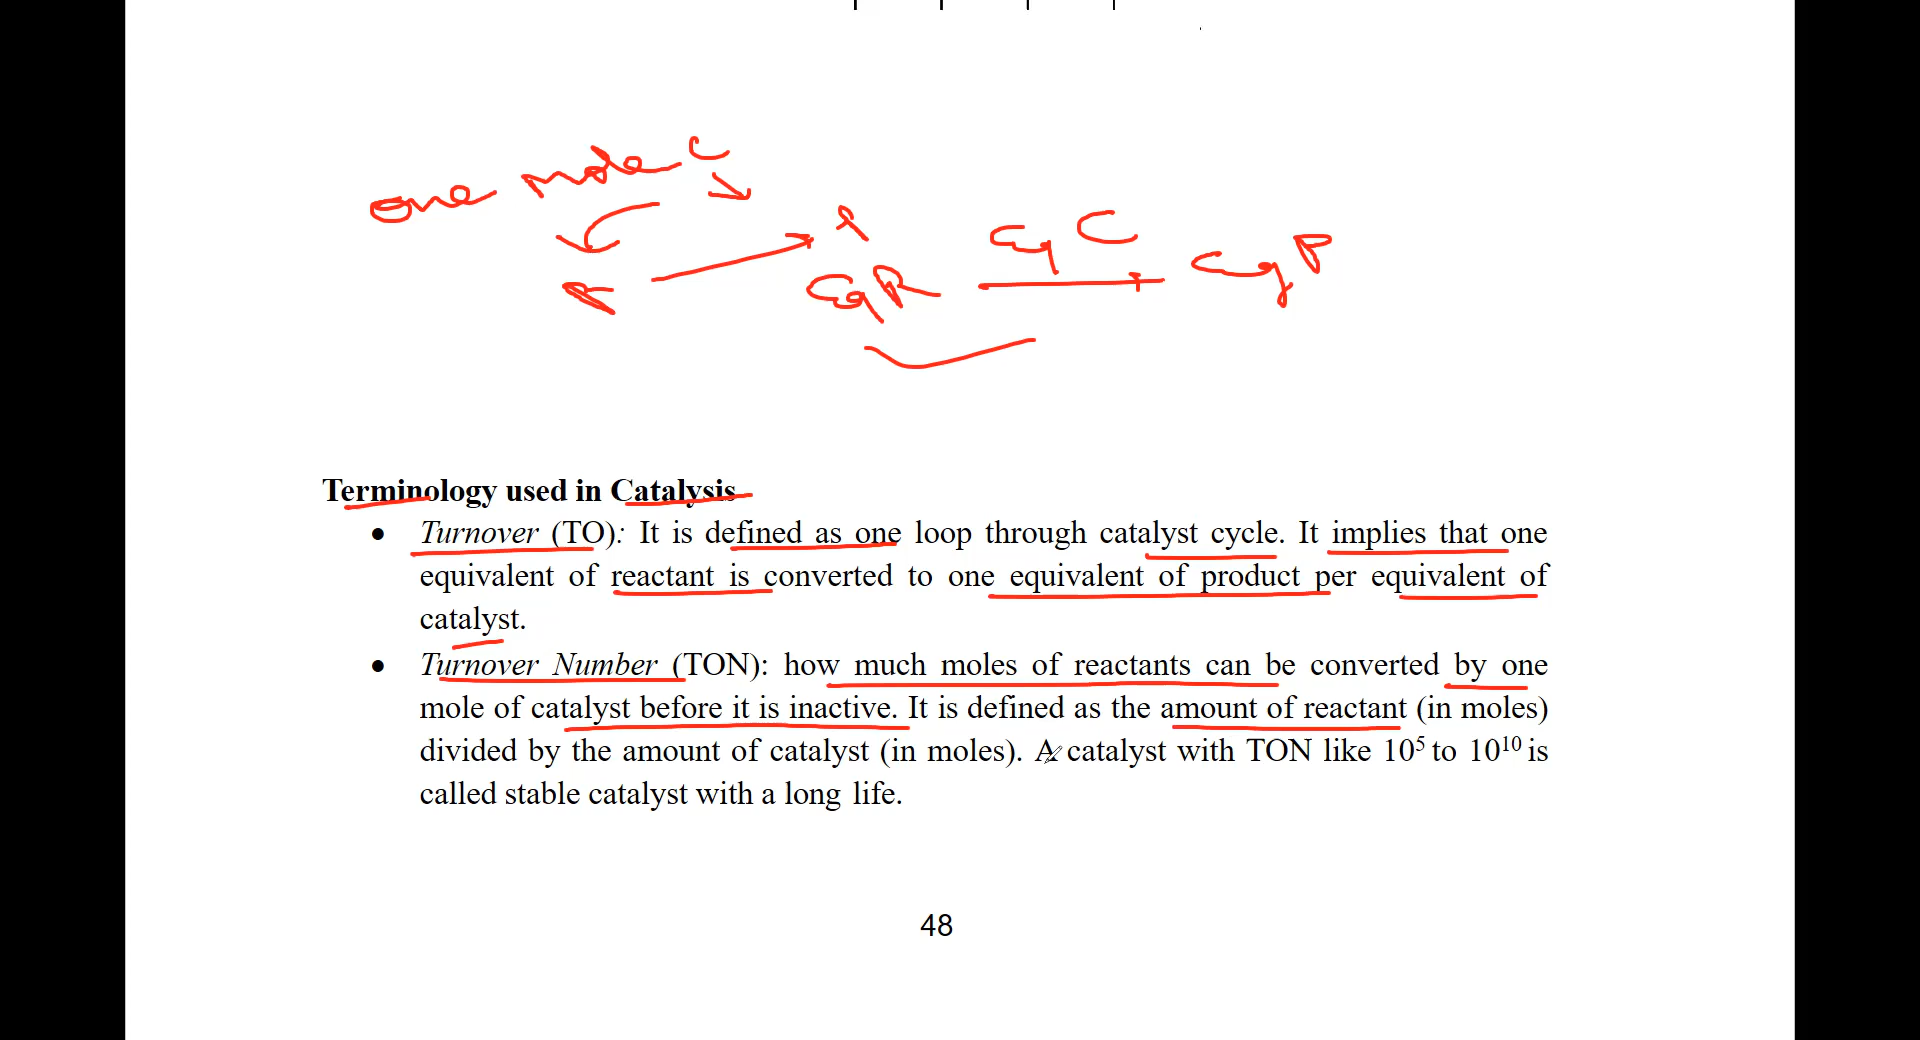 one mole C
Eq R C Eq P
R
Terminology used in Catalysis
• Turnover (TO): It is defined as one loop through catalyst cycle. It implies that one
equivalent of reactant is converted to one equivalent of product per equivalent of
catalyst.
• Turnover Number (TON): how much moles of reactants can be converted by one
mole of catalyst before it is inactive. It is defined as the amount of reactant (in moles)
divided by the amount of catalyst (in moles). A catalyst with TON like 10⁵ to 10¹⁰ is
called stable catalyst with a long life.
48